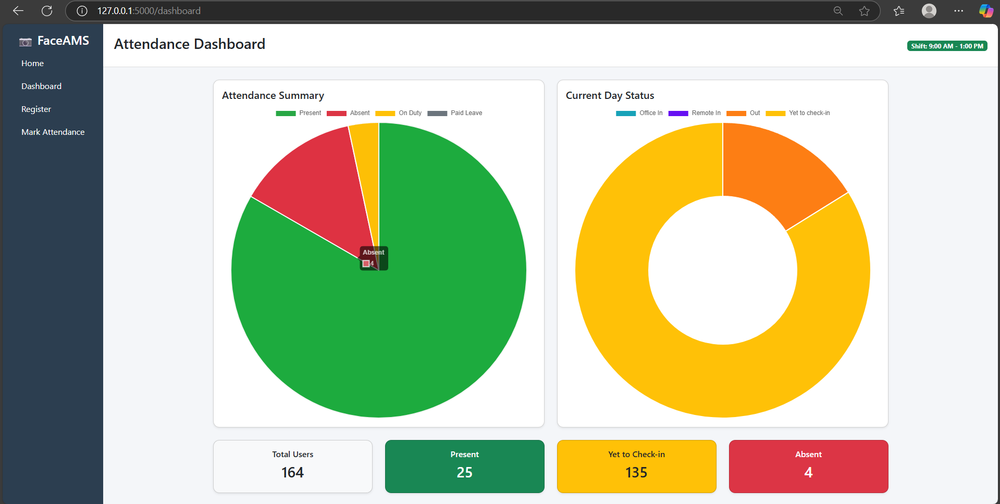 127.0.0.1:5000/dashboard
FaceAMS
Home
Dashboard
Register
Mark Attendance
Attendance Dashboard
Shift: 9:00 AM - 1:00 PM
Attendance Summary
Present Absent On Duty Paid Leave
Absent
4
Current Day Status
Office In Remote In Out Yet to check-in
Total Users
164
Present
25
Yet to Check-in
135
Absent
4